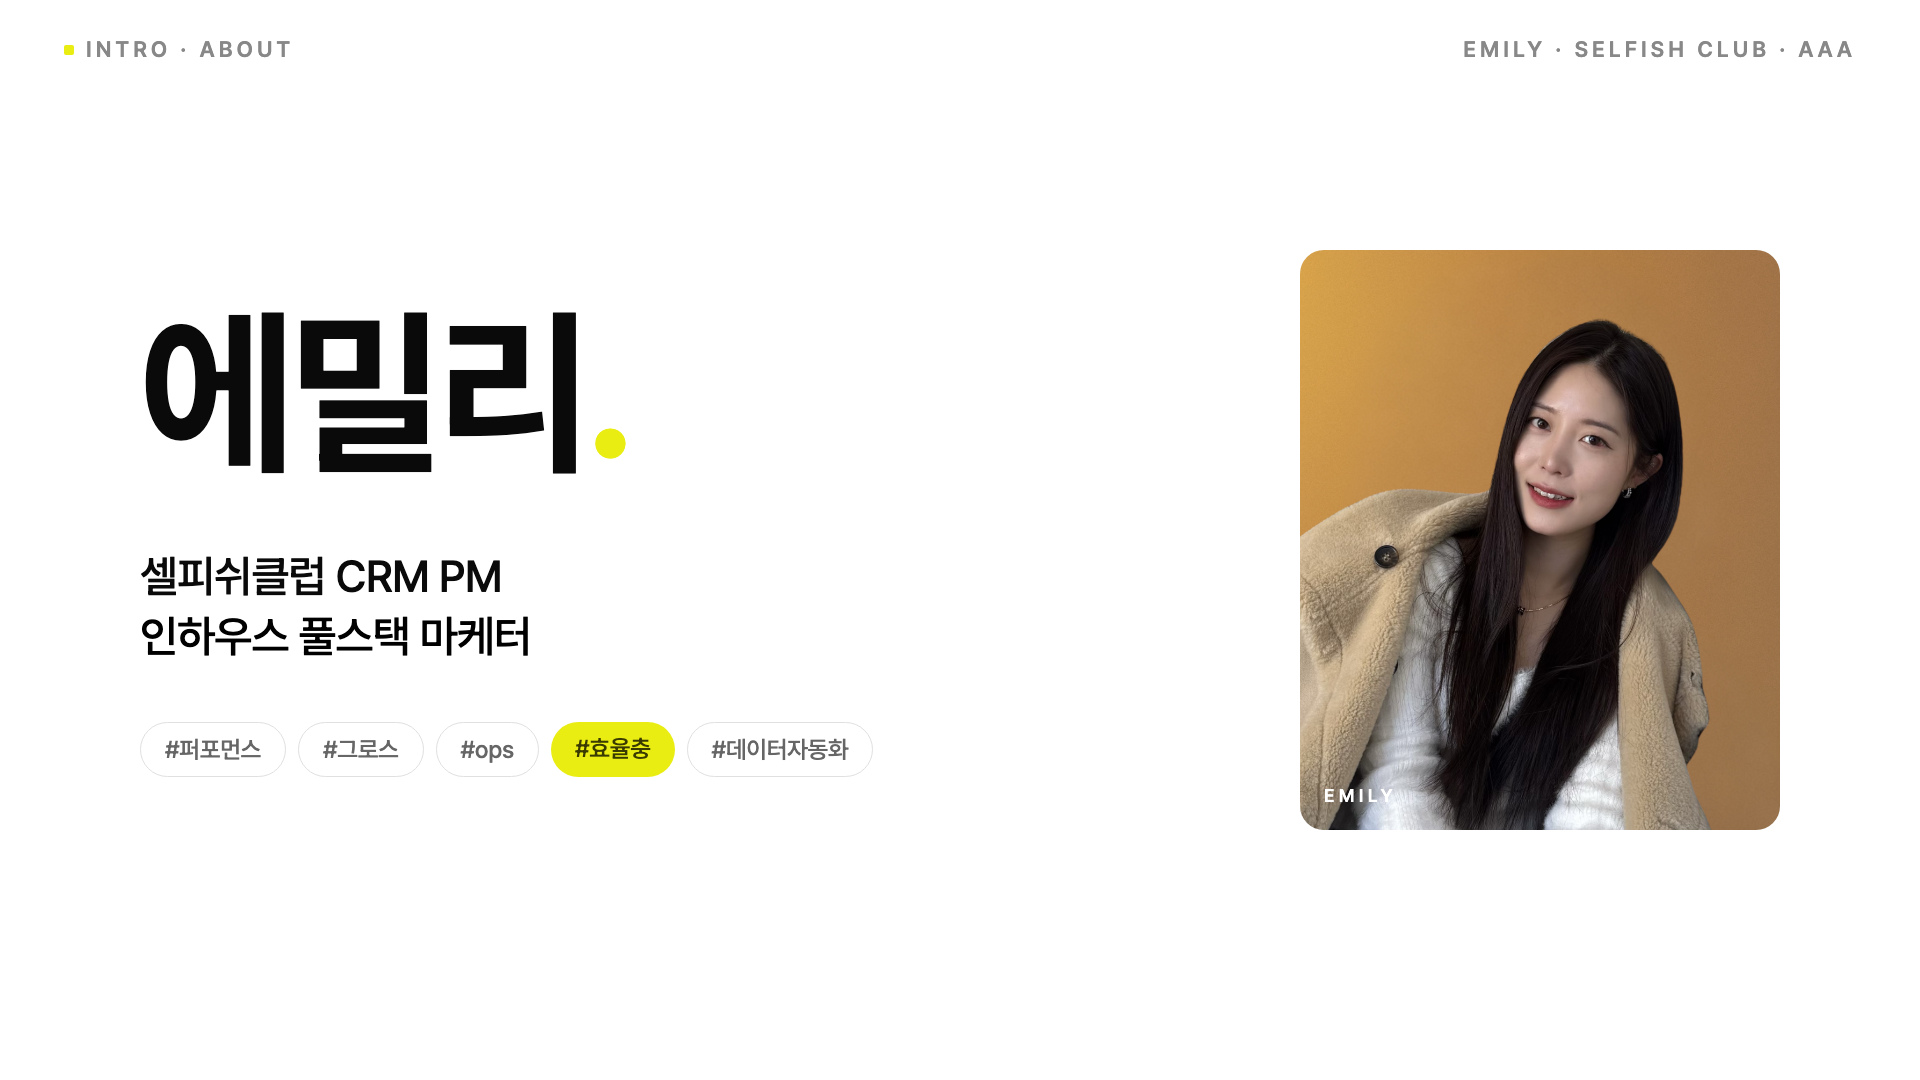 INTRO · ABOUT
EMILY · SELFISH CLUB · AAA
에밀리.
셀피쉬클럽 CRM PM
인하우스 풀스택 마케터
#퍼포먼스 #그로스 #ops #효율충 #데이터자동화
EMILY